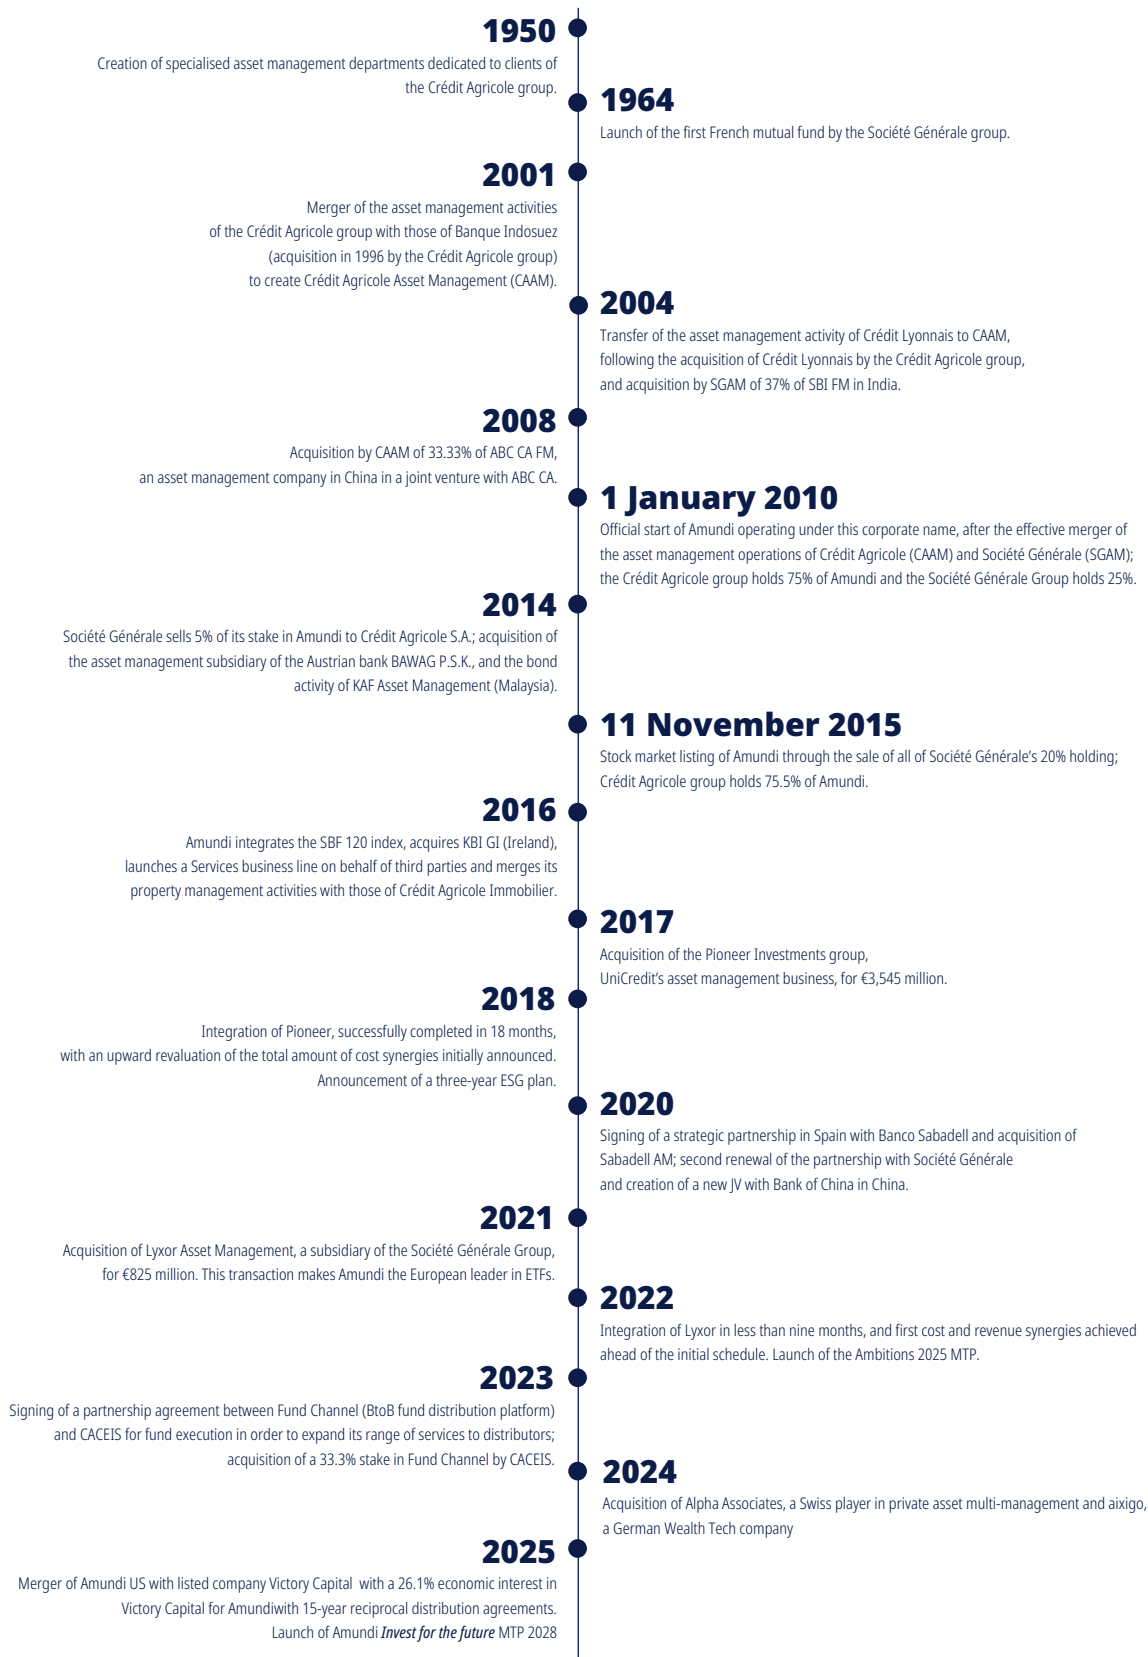 1950
Creation of specialised asset management departments dedicated to clients of
the Crédit Agricole group.
1964
Launch of the first French mutual fund by the Société Générale group.
2001
Merger of the asset management activities
of the Crédit Agricole group with those of Banque Indosuez
(acquisition in 1996 by the Crédit Agricole group)
to create Crédit Agricole Asset Management (CAAM).
2004
Transfer of the asset management activity of Crédit Lyonnais to CAAM,
following the acquisition of Crédit Lyonnais by the Crédit Agricole group,
and acquisition by SGAM of 37% of SBI FM in India.
2008
Acquisition by CAAM of 33.33% of ABC CA FM,
an asset management company in China in a joint venture with ABC CA.
1 January 2010
Official start of Amundi operating under this corporate name, after the effective merger of
the asset management operations of Crédit Agricole (CAAM) and Société Générale (SGAM);
the Crédit Agricole group holds 75% of Amundi and the Société Générale Group holds 25%.
2014
Société Générale sells 5% of its stake in Amundi to Crédit Agricole S.A.; acquisition of
the asset management subsidiary of the Austrian bank BAWAG P.S.K., and the bond
activity of KAF Asset Management (Malaysia).
11 November 2015
Stock market listing of Amundi through the sale of all of Société Générale's 20% holding;
Crédit Agricole group holds 75.5% of Amundi.
2016
Amundi integrates the SBF 120 index, acquires KBI GI (Ireland),
launches a Services business line on behalf of third parties and merges its
property management activities with those of Crédit Agricole Immobilier.
2017
Acquisition of the Pioneer Investments group,
UniCredit's asset management business, for €3,545 million.
2018
Integration of Pioneer, successfully completed in 18 months,
with an upward revaluation of the total amount of cost synergies initially announced.
Announcement of a three-year ESG plan.
2020
Signing of a strategic partnership in Spain with Banco Sabadell and acquisition of
Sabadell AM; second renewal of the partnership with Société Générale
and creation of a new JV with Bank of China in China.
2021
Acquisition of Lyxor Asset Management, a subsidiary of the Société Générale Group,
for €825 million. This transaction makes Amundi the European leader in ETFs.
2022
Integration of Lyxor in less than nine months, and first cost and revenue synergies achieved
ahead of the initial schedule. Launch of the Ambitions 2025 MTP.
2023
Signing of a partnership agreement between Fund Channel (BtoB fund distribution platform)
and CACEIS for fund execution in order to expand its range of services to distributors;
acquisition of a 33.3% stake in Fund Channel by CACEIS.
2024
Acquisition of Alpha Associates, a Swiss player in private asset multi-management and aixigo,
a German Wealth Tech company
2025
Merger of Amundi US with listed company Victory Capital with a 26.1% economic interest in
Victory Capital for Amundiwith 15-year reciprocal distribution agreements.
Launch of Amundi Invest for the future MTP 2028